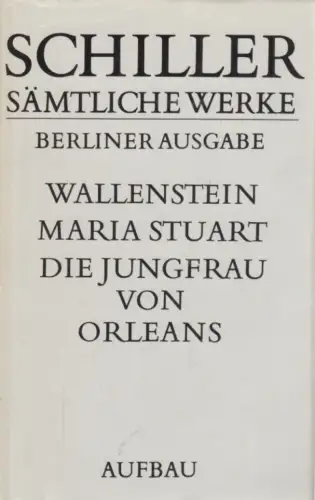 SCHILLER
SÄMTLICHE WERKE
BERLINER AUSGABE
WALLENSTEIN
MARIA STUART
DIE JUNGFRAU
VON
ORLEANS
AUFBAU